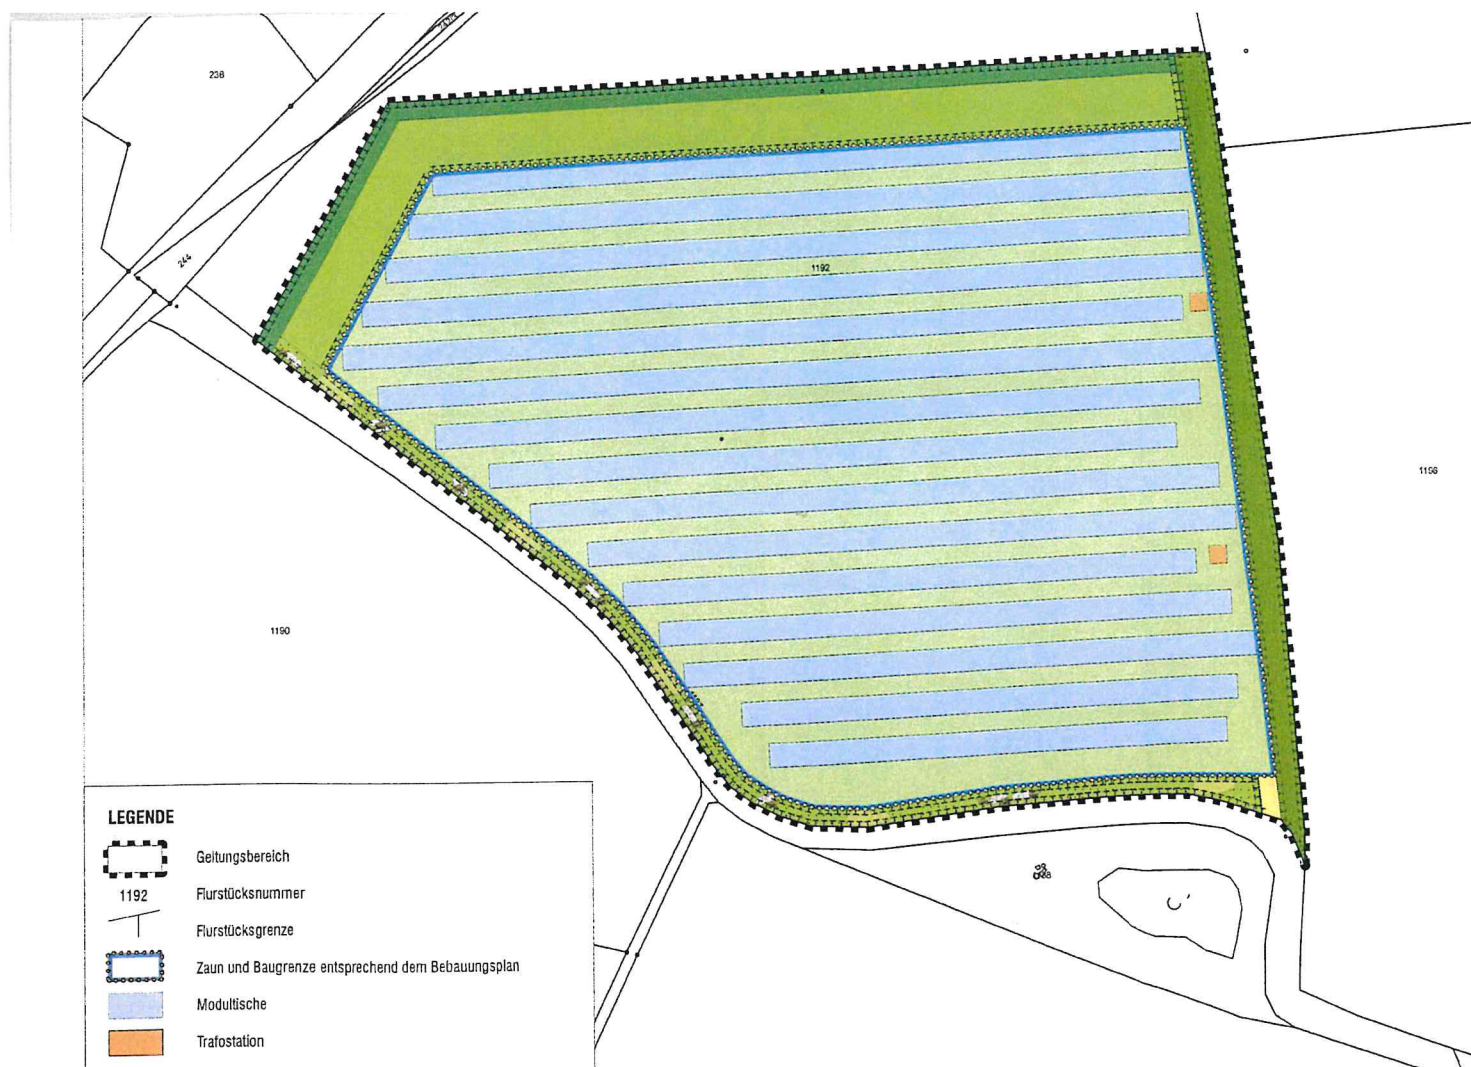 238
244
1192
1156
1190
LEGENDE
Geltungsbereich
1192 Flurstücksnummer
Flurstücksgrenze
Zaun und Baugrenze entsprechend dem Bebauungsplan
Modultische
Trafostation